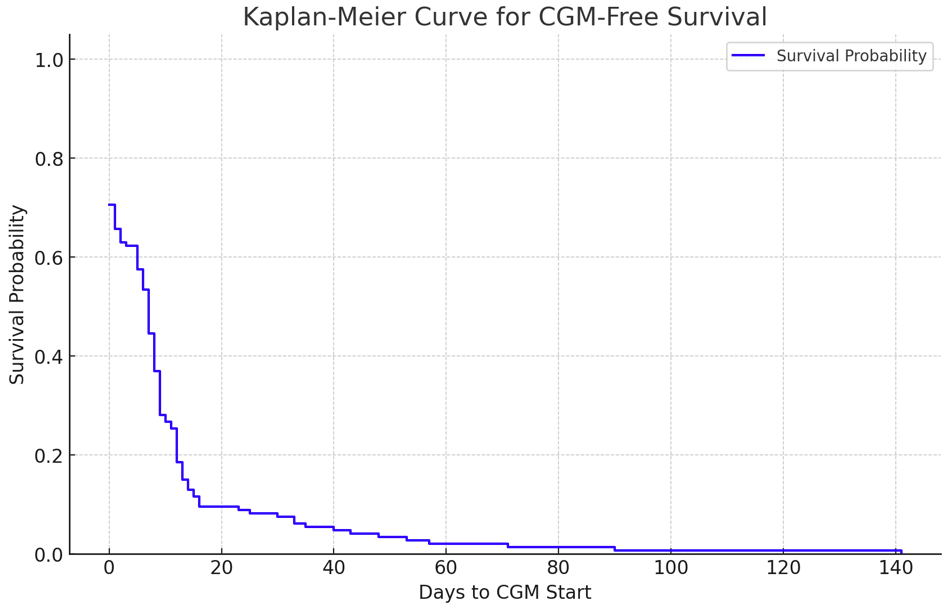 Kaplan-Meier Curve for CGM-Free Survival
Survival Probability
1.0
0.8
0.6
0.4
0.2
0.0
Survival Probability
0 20 40 60 80 100 120 140
Days to CGM Start